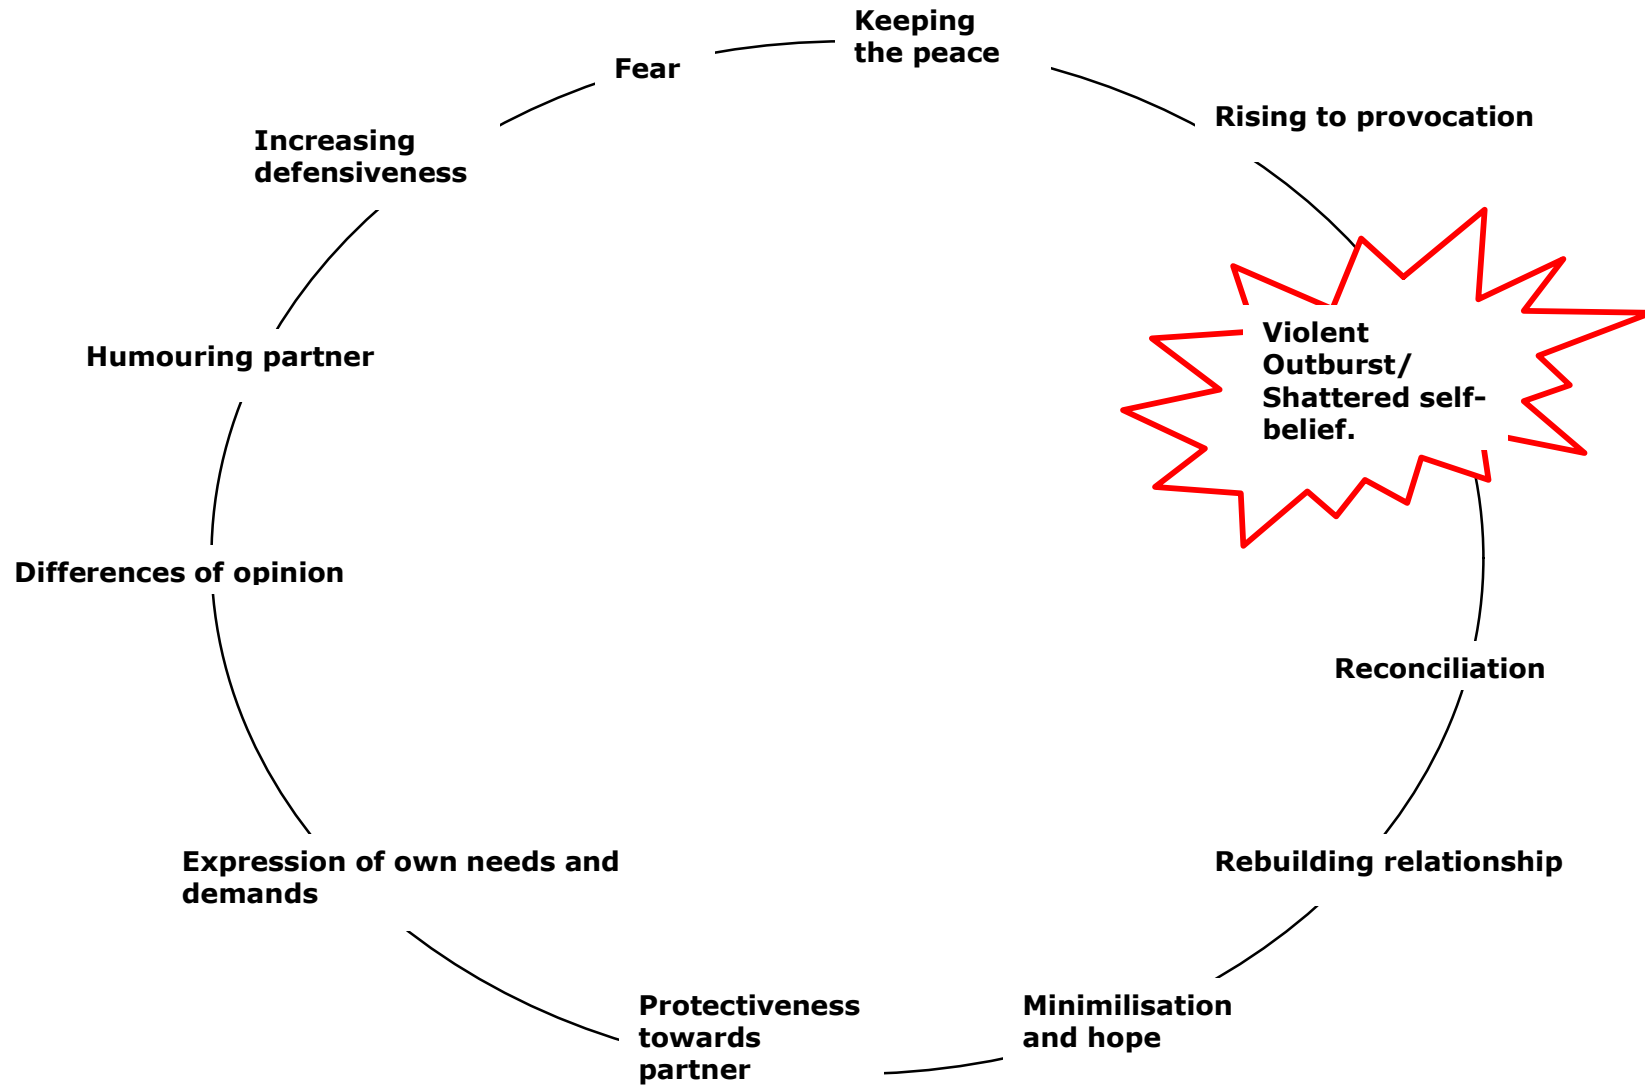 Keeping
the peace
Fear
Rising to provocation
Increasing
defensiveness
Violent
Outburst/
Shattered self-
belief.
Humouring partner
Differences of opinion
Reconciliation
Expression of own needs and
demands
Rebuilding relationship
Protectiveness
towards
partner
Minimilisation
and hope